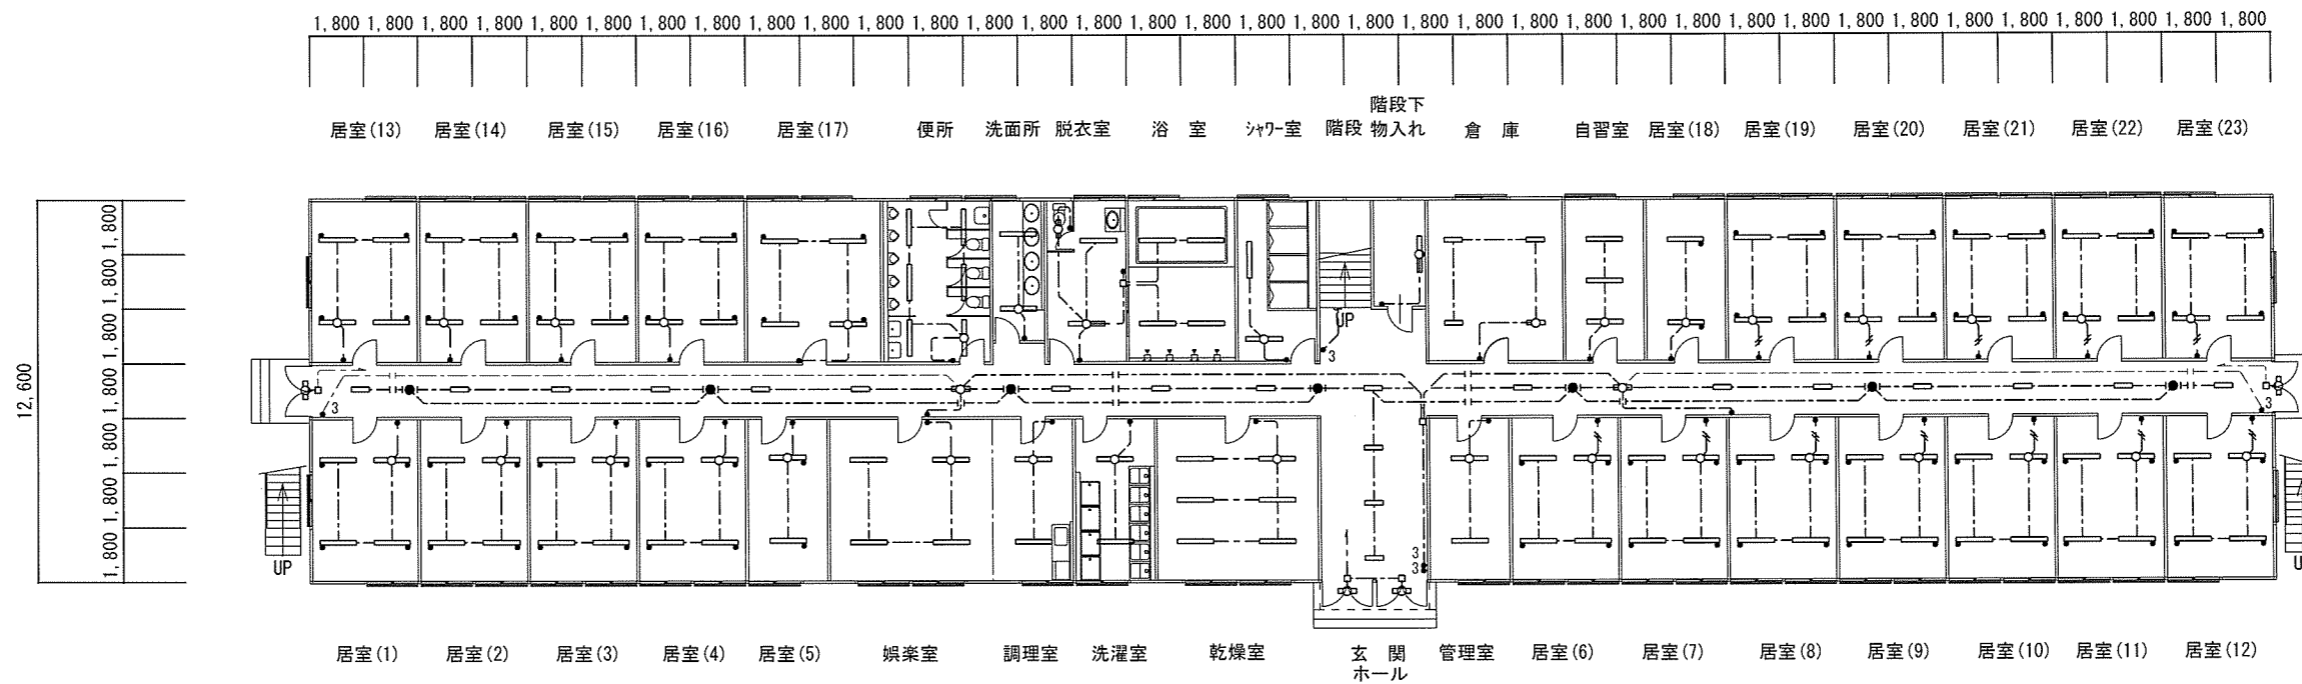 1,800 1,800 1,800 1,800 1,800 1,800 1,800 1,800 1,800 1,800 1,800 1,800 1,800 1,800 1,800 1,800 1,800 1,800 1,800 1,800 1,800 1,800 1,800 1,800 1,800 1,800 1,800 1,800 1,800 1,800 1,800 1,800 1,800 1,800 1,800 1,800
居室(13) 居室(14) 居室(15) 居室(16) 居室(17) 便所 洗面所 脱衣室 浴 室 シャワー室 階段 階段下
物入れ 倉 庫 自習室 居室(18) 居室(19) 居室(20) 居室(21) 居室(22) 居室(23)
12,600
1,800
1,800
1,800
1,800
1,800
1,800
1,800
UP
3
3
3
3
3
UP
U
居室(1) 居室(2) 居室(3) 居室(4) 居室(5) 娯楽室 調理室 洗濯室 乾燥室 玄 関
ホール 管理室 居室(6) 居室(7) 居室(8) 居室(9) 居室(10) 居室(11) 居室(12)